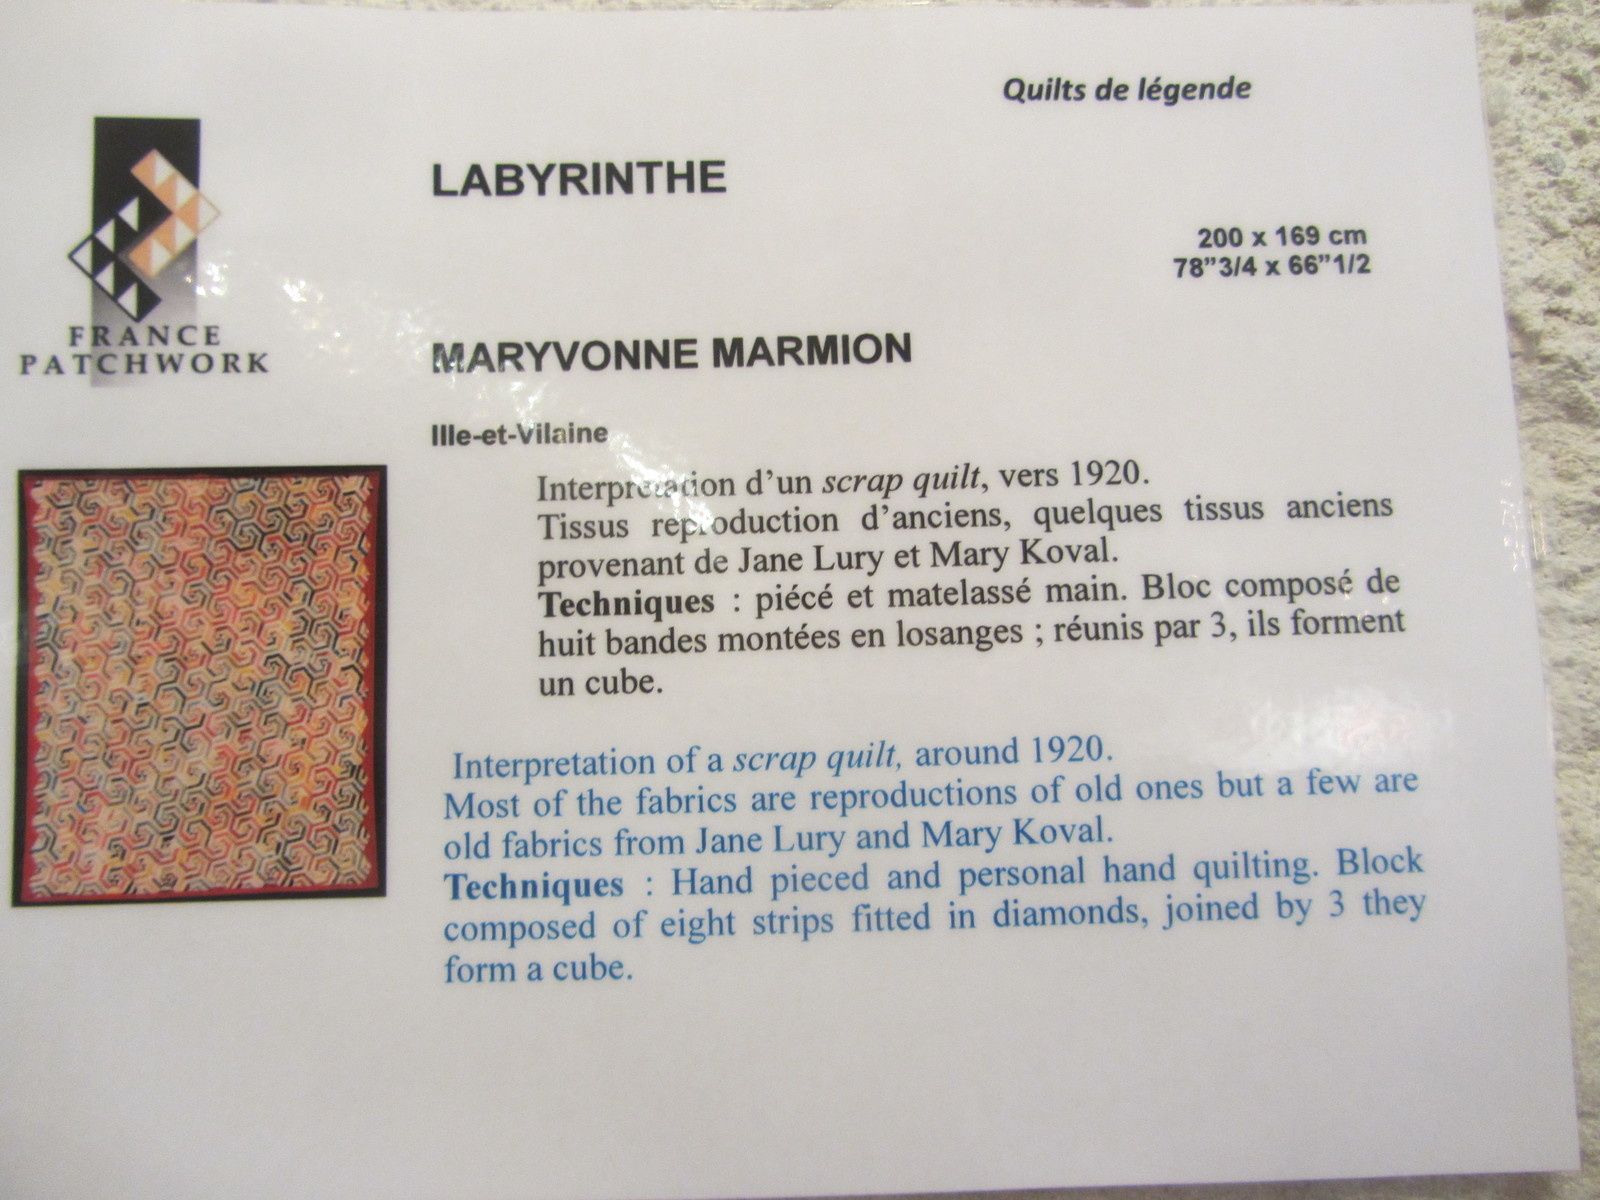 Quilts de légende
LABYRINTHE
200 x 169 cm
78”3/4 x 66”1/2
FRANCE
PATCHWORK
MARYVONNE MARMION
Ille-et-Vilaine
Interpretation d’un scrap quilt, vers 1920.
Tissus reproduction d’anciens, quelques tissus anciens
provenant de Jane Lury et Mary Koval.
Techniques : piécé et matelassé main. Bloc composé de
huit bandes montées en losanges ; réunis par 3, ils forment
un cube.
Interpretation of a scrap quilt, around 1920.
Most of the fabrics are reproductions of old ones but a few are
old fabrics from Jane Lury and Mary Koval.
Techniques : Hand pieced and personal hand quilting. Block
composed of eight strips fitted in diamonds, joined by 3 they
form a cube.